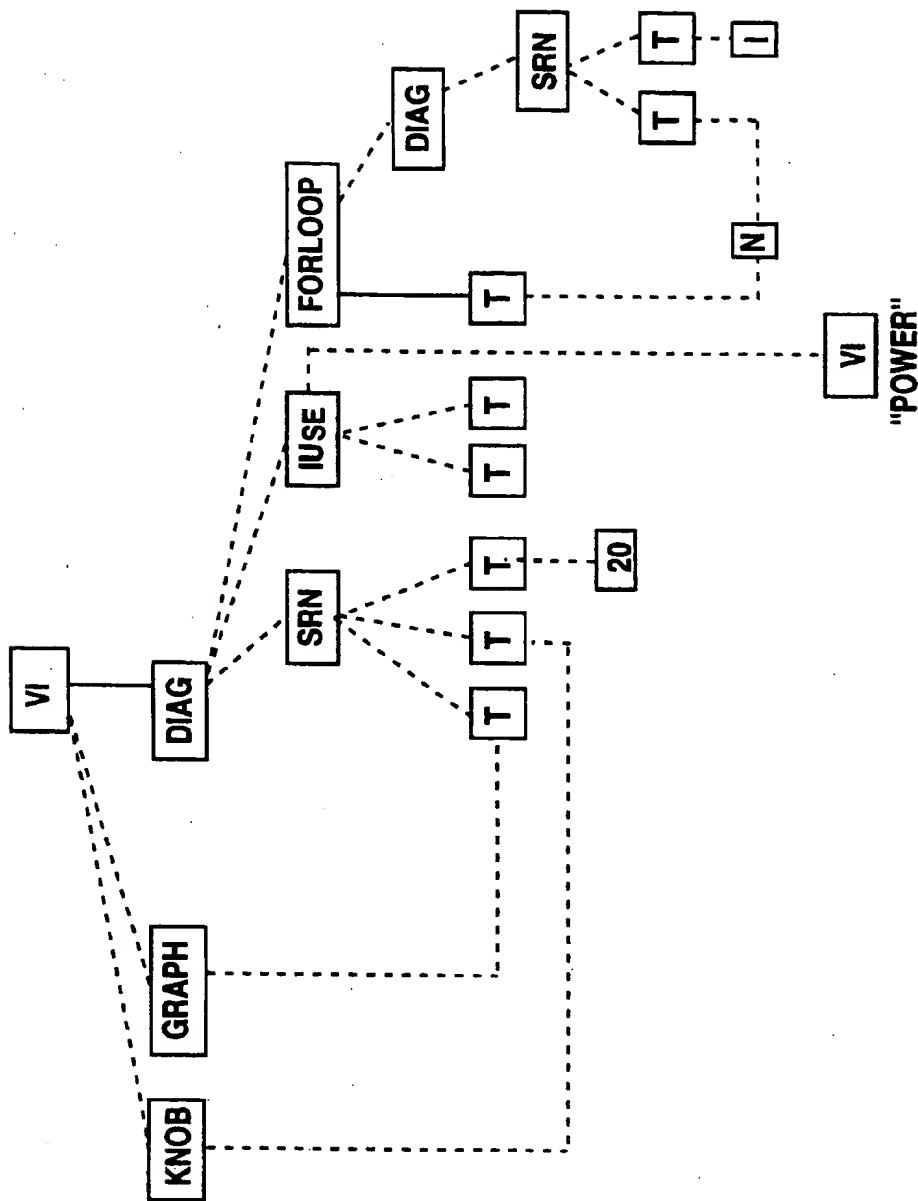 VI
KNOB GRAPH DIAG
SRN IUSE FORLOOP
DIAG
T T T T T T
SRN
20
T T
N I
VI
"POWER"